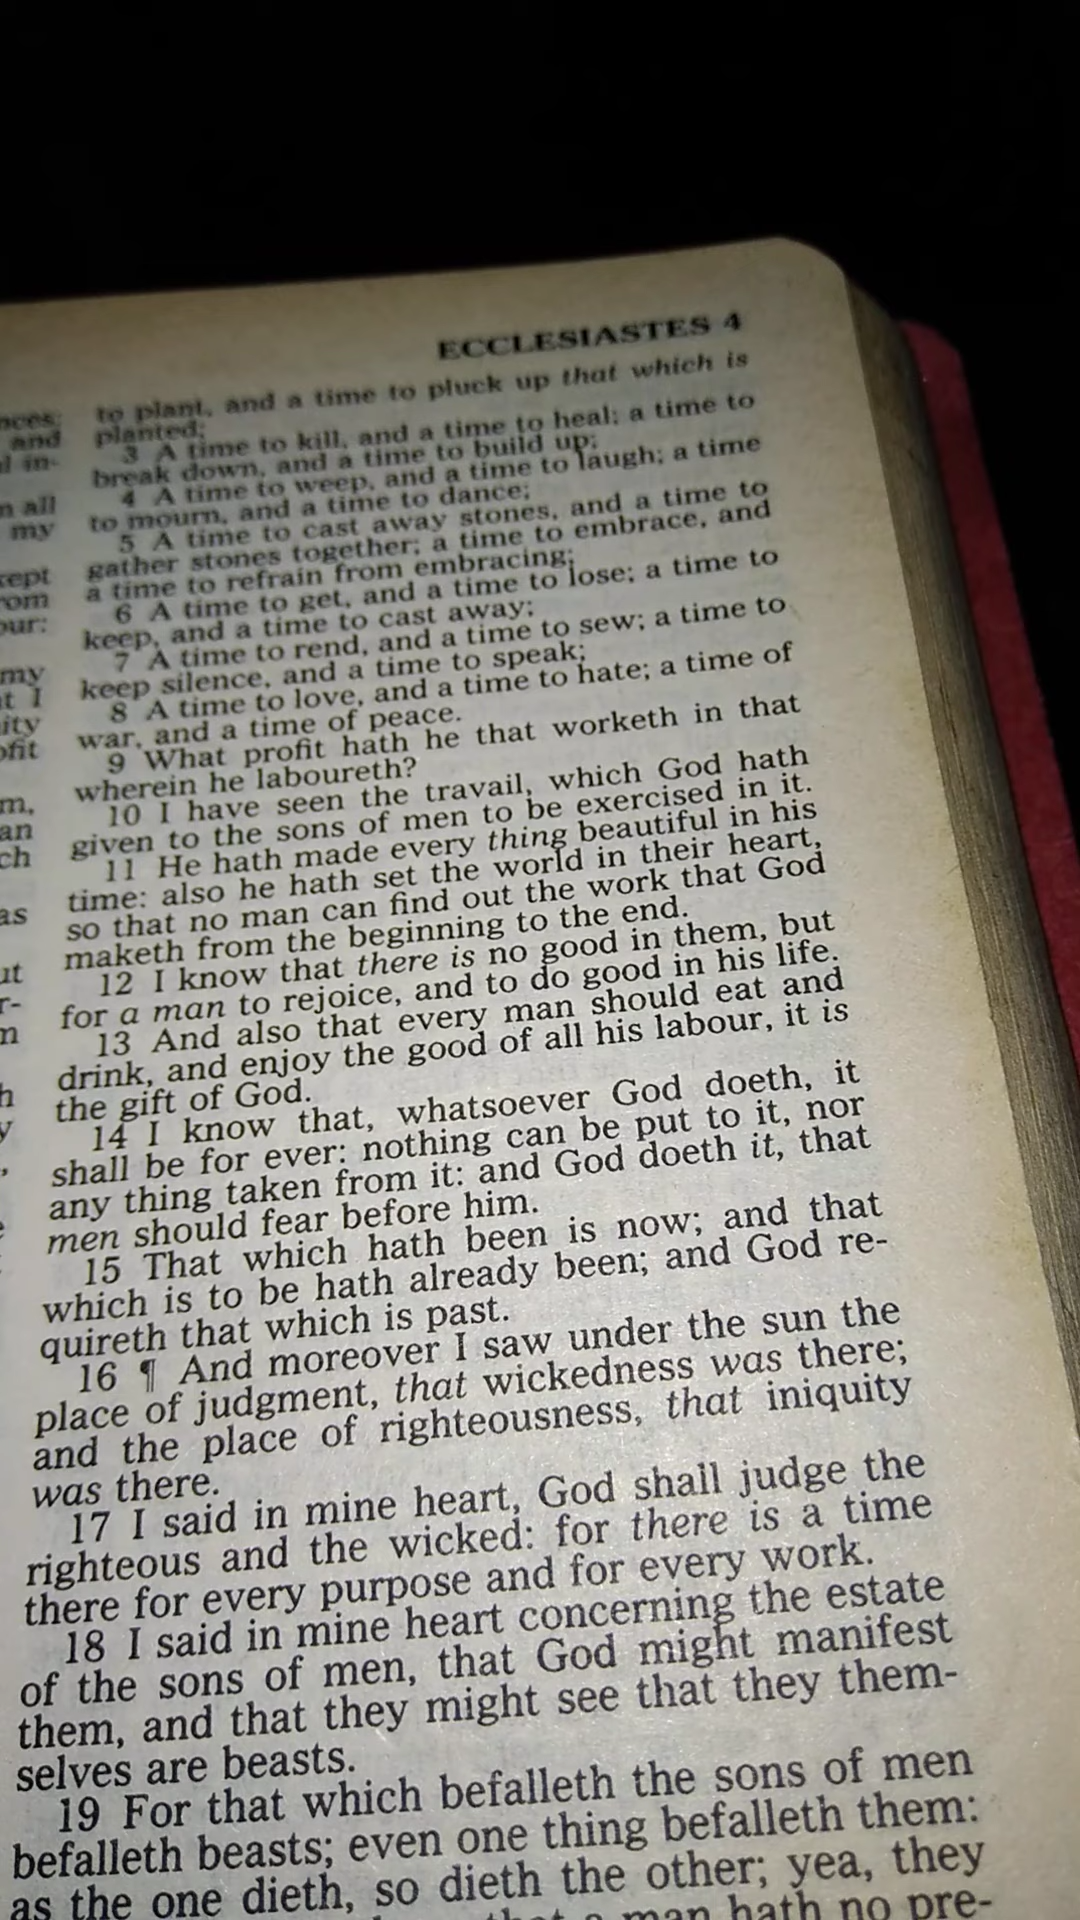 ECCLESIASTES 4
nces;
and
l in-
n all
my
cept
rom
our:
my
t I
ity
ofit
m,
an
ch
as
ut
r-
n
h
y
,
e
to plant, and a time to pluck up that which is
planted;
3 A time to kill, and a time to heal; a time to
break down, and a time to build up;
4 A time to weep, and a time to laugh; a time
to mourn, and a time to dance;
5 A time to cast away stones, and a time to
gather stones together; a time to embrace, and
a time to refrain from embracing;
6 A time to get, and a time to lose; a time to
keep, and a time to cast away;
7 A time to rend, and a time to sew; a time to
keep silence, and a time to speak;
8 A time to love, and a time to hate; a time of
war, and a time of peace.
9 What profit hath he that worketh in that
wherein he laboureth?
10 I have seen the travail, which God hath
given to the sons of men to be exercised in it.
11 He hath made every thing beautiful in his
time: also he hath set the world in their heart,
so that no man can find out the work that God
maketh from the beginning to the end.
12 I know that there is no good in them, but
for a man to rejoice, and to do good in his life.
13 And also that every man should eat and
drink, and enjoy the good of all his labour, it is
the gift of God.
14 I know that, whatsoever God doeth, it
shall be for ever: nothing can be put to it, nor
any thing taken from it: and God doeth it, that
men should fear before him.
15 That which hath been is now; and that
which is to be hath already been; and God re-
quireth that which is past.
16 ¶ And moreover I saw under the sun the
place of judgment, that wickedness was there;
and the place of righteousness, that iniquity
was there.
17 I said in mine heart, God shall judge the
righteous and the wicked: for there is a time
there for every purpose and for every work.
18 I said in mine heart concerning the estate
of the sons of men, that God might manifest
them, and that they might see that they them-
selves are beasts.
19 For that which befalleth the sons of men
befalleth beasts; even one thing befalleth them:
as the one dieth, so dieth the other; yea, they
that a man hath no pre-